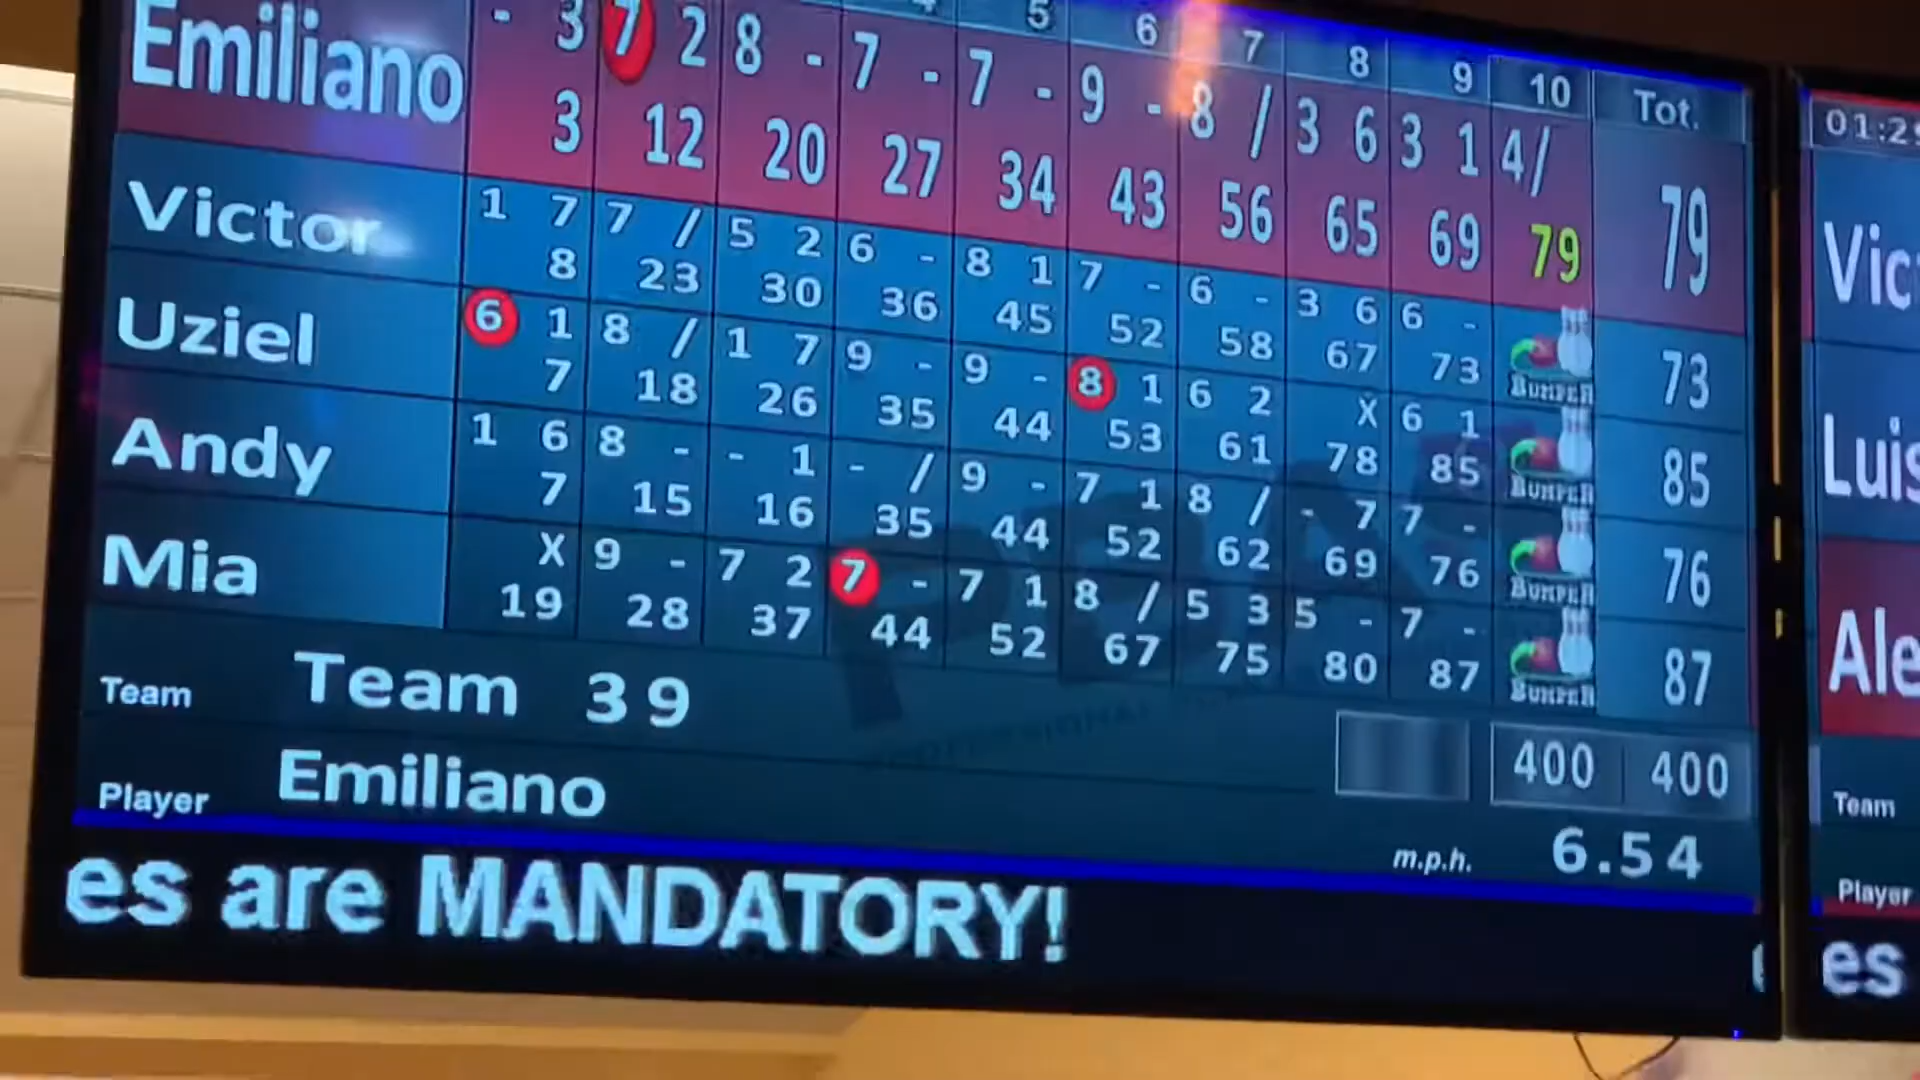 5 6 7 8 9 10 Tot.
Emiliano - 3 7 2 8 - 7 - 7 - 9 - 8 / 3 6 3 1 4/
3 12 20 27 34 43 56 65 69 79 79
Victor 1 7 7 / 5 2 6 - 8 1 7 - 6 - 3 6 6 - BUMPER
8 23 30 36 45 52 58 67 73 73
Uziel 6 1 8 / 1 7 9 - 9 - 8 1 6 2 X 6 1 BUMPER
7 18 26 35 44 53 61 78 85 85
Andy 1 6 8 - - 1 - / 9 - 7 1 8 / - 7 7 - BUMPER
7 15 16 35 44 52 62 69 76 76
Mia X 9 - 7 2 7 - 7 1 8 / 5 3 5 - 7 - BUMPER
19 28 37 44 52 67 75 80 87 87
Team Team 39
400 400
Player Emiliano
m.p.h. 6.54
es are MANDATORY!
01:2
Vic
Luis
Ale
Team
Player
es